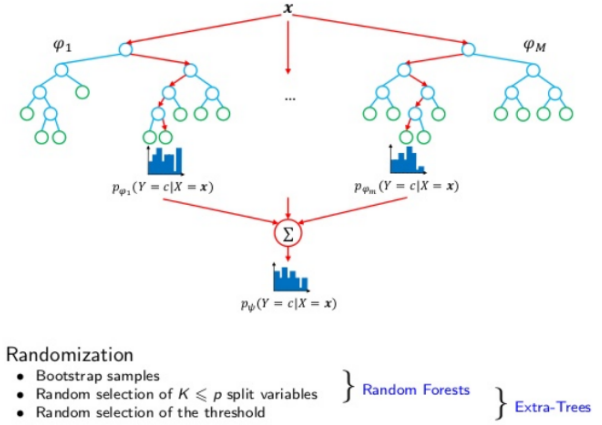 x
φ1
φM
...
pφ1(Y = c|X = x)
pφm(Y = c|X = x)
Σ
pψ(Y = c|X = x)
Randomization
• Bootstrap samples
• Random selection of K ⩽ p split variables
• Random selection of the threshold
} Random Forests
} Extra-Trees